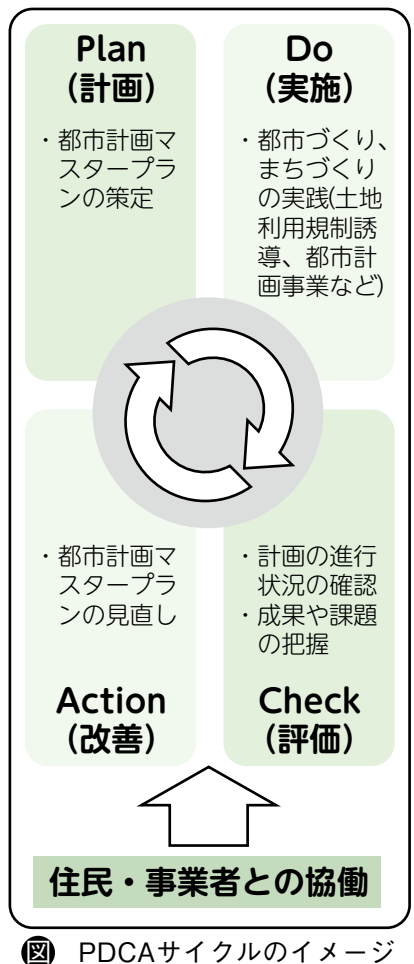 Plan
(計画)
・都市計画マ
スタープラ
ンの策定
Do
(実施)
・都市づくり、
まちづくり
の実践(土地
利用規制誘
導、都市計
画事業など)
・都市計画マ
スタープラ
ンの見直し
Action
(改善)
・計画の進行
状況の確認
・成果や課題
の把握
Check
(評価)
住民・事業者との協働
図 PDCAサイクルのイメージ